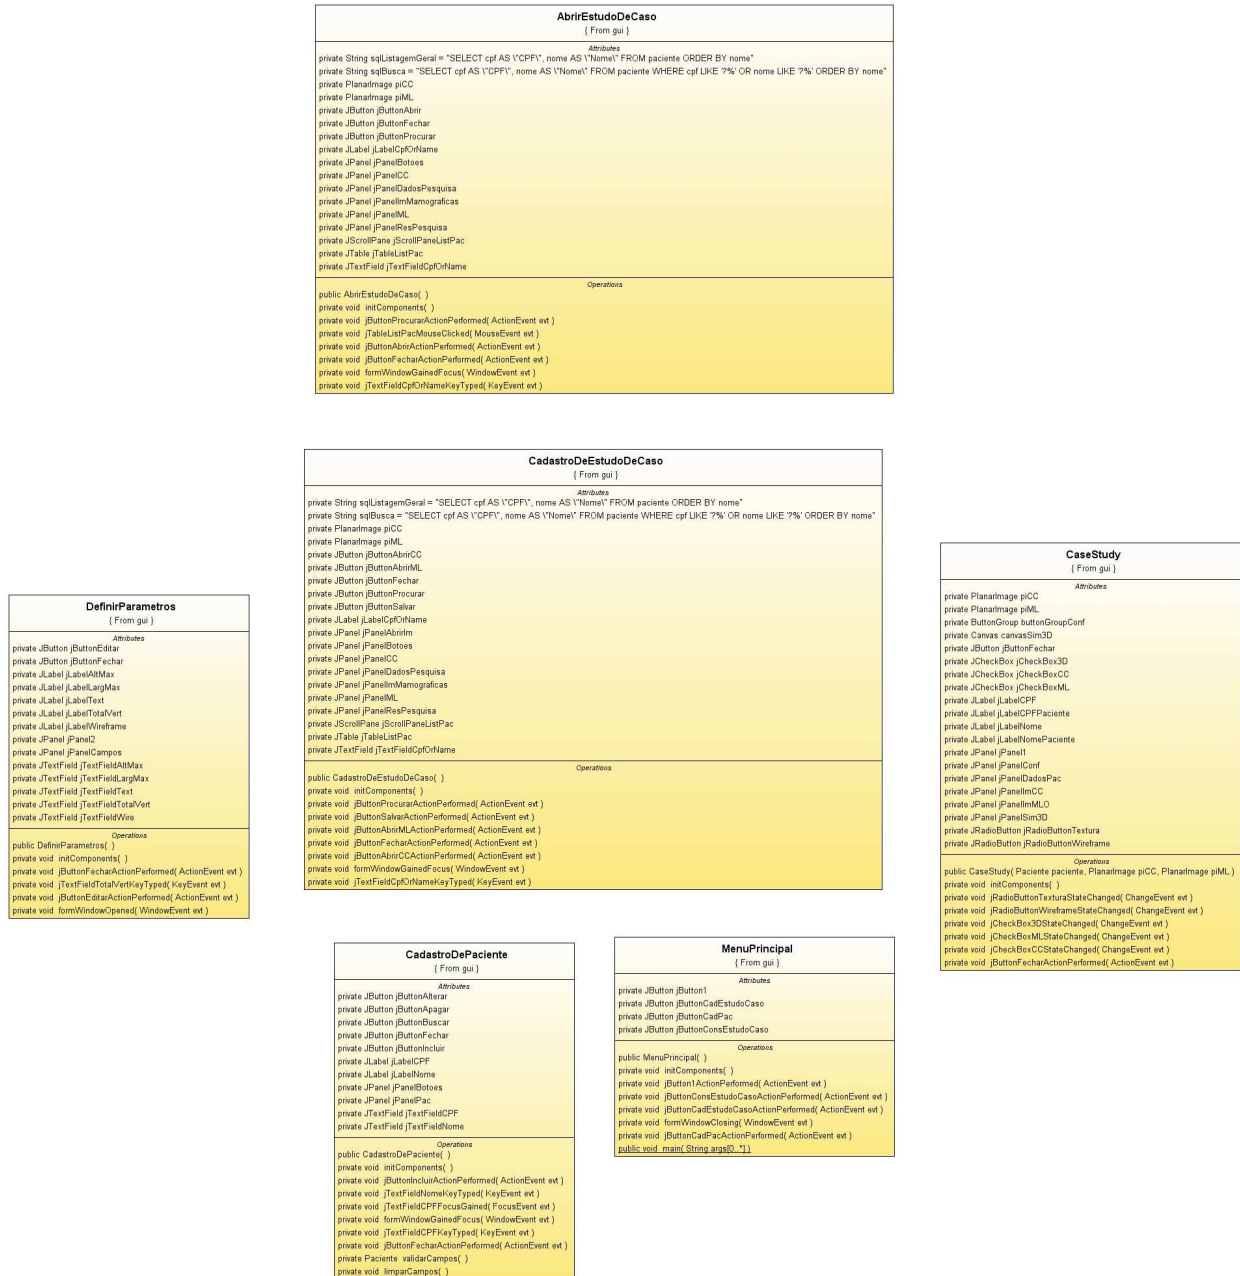 AbrirEstudoDeCaso
{ From gui }
Attributes
private String sqlListagemGeral = "SELECT cpf AS \"CPF\", nome AS \"Nome\" FROM paciente ORDER BY nome"
private String sqlBusca = "SELECT cpf AS \"CPF\", nome AS \"Nome\" FROM paciente WHERE cpf LIKE '?%' OR nome LIKE '?%' ORDER BY nome"
private PlanarImage piCC
private PlanarImage piML
private JButton jButtonAbrir
private JButton jButtonFechar
private JButton jButtonProcurar
private JLabel jLabelCpfOrName
private JPanel jPanelBotoes
private JPanel jPanelCC
private JPanel jPanelDadosPesquisa
private JPanel jPanelImMamograficas
private JPanel jPanelML
private JPanel jPanelResPesquisa
private JScrollPane jScrollPaneListPac
private JTable jTableListPac
private JTextField jTextFieldCpfOrName
Operations
public AbrirEstudoDeCaso( )
private void initComponents( )
private void jButtonProcurarActionPerformed( ActionEvent evt )
private void jTableListPacMouseClicked( MouseEvent evt )
private void jButtonAbrirActionPerformed( ActionEvent evt )
private void jButtonFecharActionPerformed( ActionEvent evt )
private void formWindowGainedFocus( WindowEvent evt )
private void jTextFieldCpfOrNameKeyTyped( KeyEvent evt )
CadastroDeEstudoDeCaso
{ From gui }
Attributes
private String sqlListagemGeral = "SELECT cpf AS \"CPF\", nome AS \"Nome\" FROM paciente ORDER BY nome"
private String sqlBusca = "SELECT cpf AS \"CPF\", nome AS \"Nome\" FROM paciente WHERE cpf LIKE '?%' OR nome LIKE '?%' ORDER BY nome"
private PlanarImage piCC
private PlanarImage piML
private JButton jButtonAbrirCC
private JButton jButtonAbrirML
private JButton jButtonFechar
private JButton jButtonProcurar
private JButton jButtonSalvar
private JLabel jLabelCpfOrName
private JPanel jPanelAbrirIm
private JPanel jPanelBotoes
private JPanel jPanelCC
private JPanel jPanelDadosPesquisa
private JPanel jPanelImMamograficas
private JPanel jPanelML
private JPanel jPanelResPesquisa
private JScrollPane jScrollPaneListPac
private JTable jTableListPac
private JTextField jTextFieldCpfOrName
Operations
public CadastroDeEstudoDeCaso( )
private void initComponents( )
private void jButtonProcurarActionPerformed( ActionEvent evt )
private void jButtonSalvarActionPerformed( ActionEvent evt )
private void jButtonAbrirMLActionPerformed( ActionEvent evt )
private void jButtonFecharActionPerformed( ActionEvent evt )
private void jButtonAbrirCCActionPerformed( ActionEvent evt )
private void formWindowGainedFocus( WindowEvent evt )
private void jTextFieldCpfOrNameKeyTyped( KeyEvent evt )
CaseStudy
{ From gui }
Attributes
private PlanarImage piCC
private PlanarImage piML
private ButtonGroup buttonGroupConf
private Canvas canvasSim3D
private JButton jButtonFechar
private JCheckBox jCheckBox3D
private JCheckBox jCheckBoxCC
private JCheckBox jCheckBoxML
private JLabel jLabelCPF
private JLabel jLabelCPFPaciente
private JLabel jLabelNome
private JLabel jLabelNomePaciente
private JPanel jPanel1
private JPanel jPanelConf
private JPanel jPanelDadosPac
private JPanel jPanelImCC
private JPanel jPanelImMLO
private JPanel jPanelSim3D
private JRadioButton jRadioButtonTextura
private JRadioButton jRadioButtonWireframe
Operations
public CaseStudy( Paciente paciente, PlanarImage piCC, PlanarImage piML )
private void initComponents( )
private void jRadioButtonTexturaStateChanged( ChangeEvent evt )
private void jRadioButtonWireframeStateChanged( ChangeEvent evt )
private void jCheckBox3DStateChanged( ChangeEvent evt )
private void jCheckBoxMLStateChanged( ChangeEvent evt )
private void jCheckBoxCCStateChanged( ChangeEvent evt )
private void jButtonFecharActionPerformed( ActionEvent evt )
DefinirParametros
{ From gui }
Attributes
private JButton jButtonEditar
private JButton jButtonFechar
private JLabel jLabelAltMax
private JLabel jLabelLargMax
private JLabel jLabelText
private JLabel jLabelTotalVert
private JLabel jLabelWireframe
private JPanel jPanel2
private JPanel jPanelCampos
private JTextField jTextFieldAltMax
private JTextField jTextFieldLargMax
private JTextField jTextFieldText
private JTextField jTextFieldTotalVert
private JTextField jTextFieldWire
Operations
public DefinirParametros( )
private void initComponents( )
private void jButtonFecharActionPerformed( ActionEvent evt )
private void jTextFieldTotalVertKeyTyped( KeyEvent evt )
private void jButtonEditarActionPerformed( ActionEvent evt )
private void formWindowOpened( WindowEvent evt )
CadastroDePaciente
{ From gui }
Attributes
private JButton jButtonAlterar
private JButton jButtonApagar
private JButton jButtonBuscar
private JButton jButtonFechar
private JButton jButtonIncluir
private JLabel jLabelCPF
private JLabel jLabelNome
private JPanel jPanelBotoes
private JPanel jPanelPac
private JTextField jTextFieldCPF
private JTextField jTextFieldNome
Operations
public CadastroDePaciente( )
private void initComponents( )
private void jButtonIncluirActionPerformed( ActionEvent evt )
private void jTextFieldNomeKeyTyped( KeyEvent evt )
private void jTextFieldCPFFocusGained( FocusEvent evt )
private void formWindowGainedFocus( WindowEvent evt )
private void jTextFieldCPFKeyTyped( KeyEvent evt )
private void jButtonFecharActionPerformed( ActionEvent evt )
private Paciente validarCampos( )
private void limparCampos( )
MenuPrincipal
{ From gui }
Attributes
private JButton jButton1
private JButton jButtonCadEstudoCaso
private JButton jButtonCadPac
private JButton jButtonConsEstudoCaso
Operations
public MenuPrincipal( )
private void initComponents( )
private void jButton1ActionPerformed( ActionEvent evt )
private void jButtonConsEstudoCasoActionPerformed( ActionEvent evt )
private void jButtonCadEstudoCasoActionPerformed( ActionEvent evt )
private void formWindowClosing( WindowEvent evt )
private void jButtonCadPacActionPerformed( ActionEvent evt )
public void main( String args[0..*] )